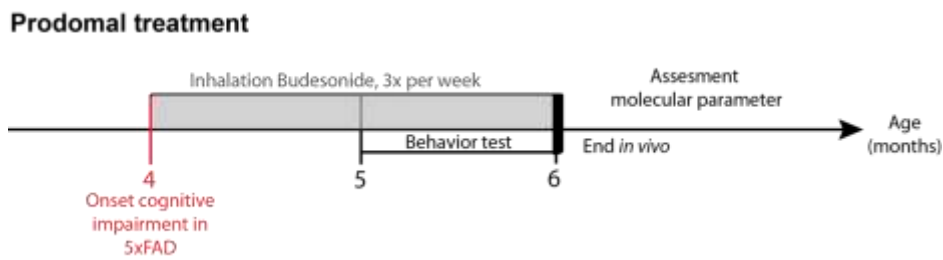 Prodomal treatment
Inhalation Budesonide, 3x per week
Assesment
molecular parameter
Behavior test
End in vivo
Age
(months)
4
5
6
Onset cognitive
impairment in
5xFAD